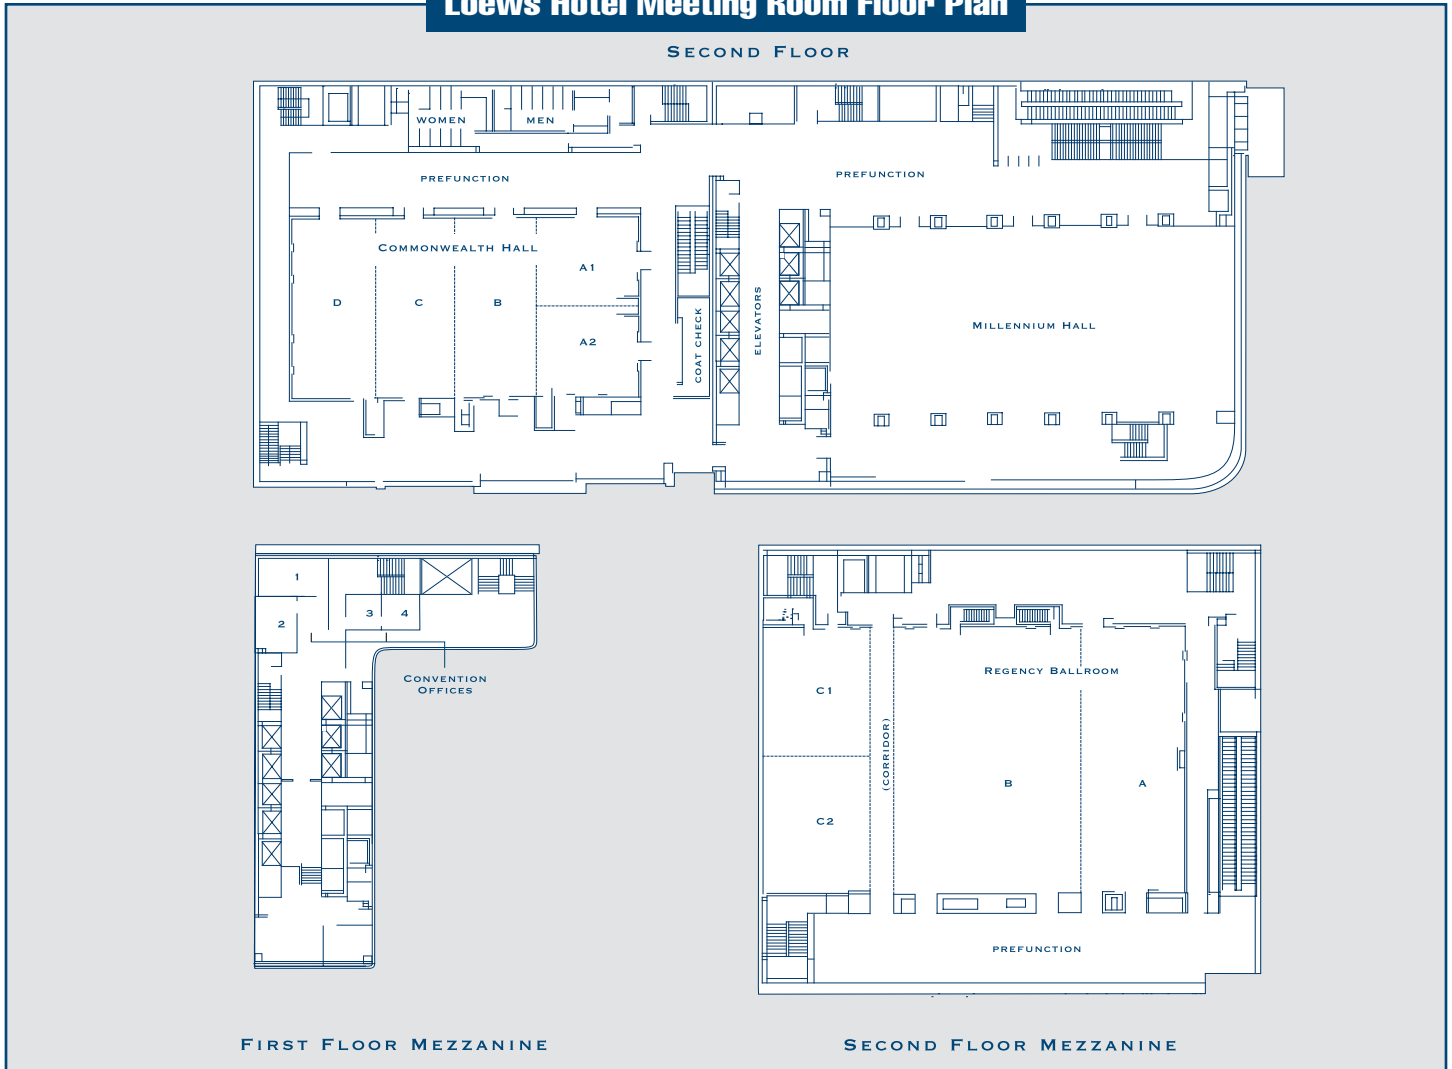 Loews Hotel Meeting Room Floor Plan
SECOND FLOOR
WOMEN
MEN
PREFUNCTION
PREFUNCTION
COMMONWEALTH HALL
A1
D
C
B
A2
COAT CHECK
ELEVATORS
MILLENNIUM HALL
1
2
3
4
CONVENTION
OFFICES
REGENCY BALLROOM
C1
(CORRIDOR)
B
A
C2
PREFUNCTION
FIRST FLOOR MEZZANINE
SECOND FLOOR MEZZANINE